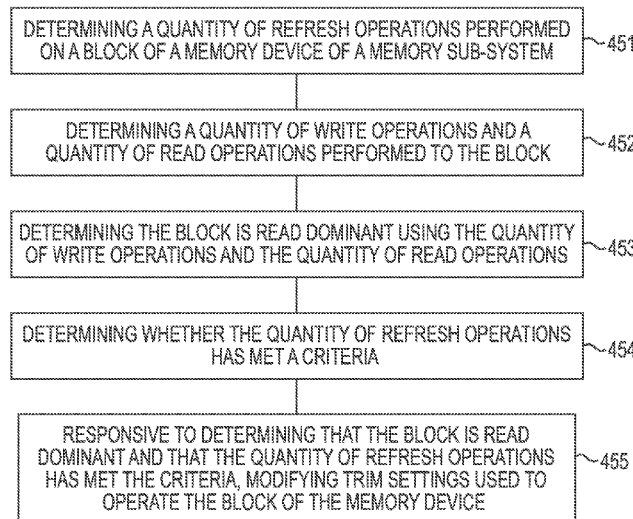 DETERMINING A QUANTITY OF REFRESH OPERATIONS PERFORMED
ON A BLOCK OF A MEMORY DEVICE OF A MEMORY SUB-SYSTEM
451
DETERMINING A QUANTITY OF WRITE OPERATIONS AND A
QUANTITY OF READ OPERATIONS PERFORMED TO THE BLOCK
452
DETERMINING THE BLOCK IS READ DOMINANT USING THE QUANTITY
OF WRITE OPERATIONS AND THE QUANTITY OF READ OPERATIONS
453
DETERMINING WHETHER THE QUANTITY OF REFRESH OPERATIONS
HAS MET A CRITERIA
454
RESPONSIVE TO DETERMINING THAT THE BLOCK IS READ
DOMINANT AND THAT THE QUANTITY OF REFRESH OPERATIONS
HAS MET THE CRITERIA, MODIFYING TRIM SETTINGS USED TO
OPERATE THE BLOCK OF THE MEMORY DEVICE
455